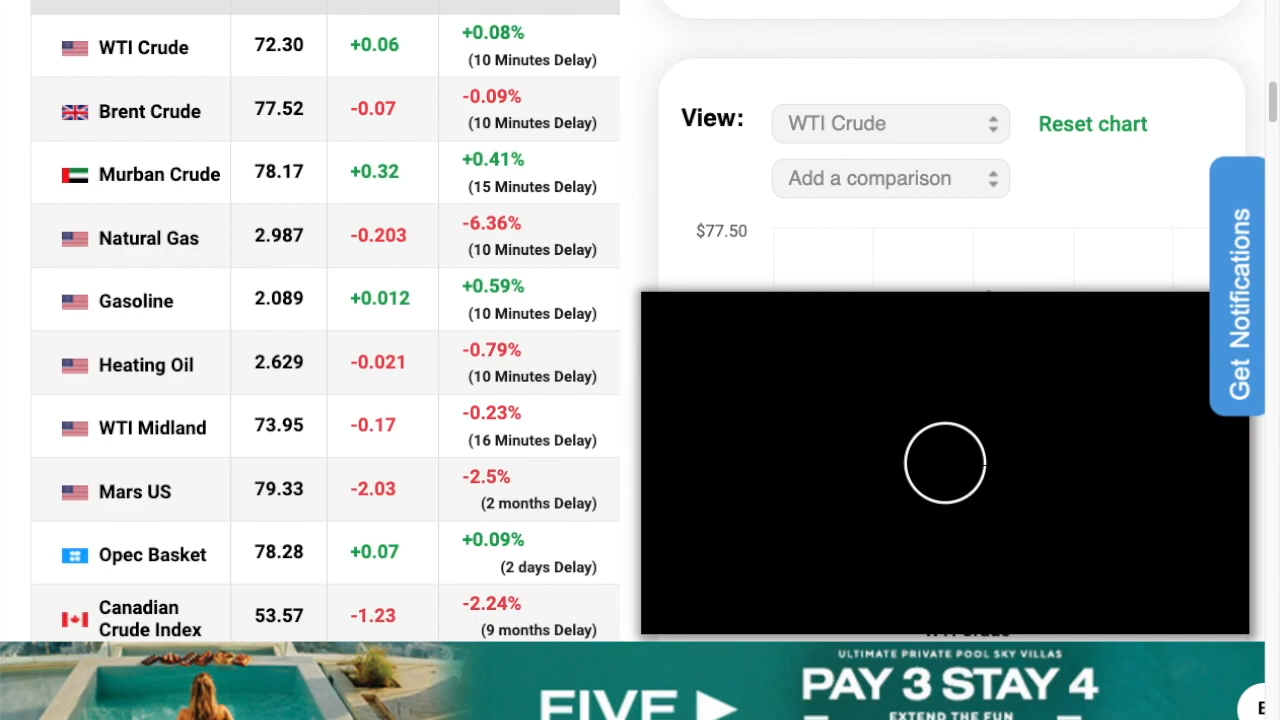 WTI Crude 72.30 +0.06 +0.08%
(10 Minutes Delay)
Brent Crude 77.52 -0.07 -0.09%
(10 Minutes Delay)
Murban Crude 78.17 +0.32 +0.41%
(15 Minutes Delay)
Natural Gas 2.987 -0.203 -6.36%
(10 Minutes Delay)
Gasoline 2.089 +0.012 +0.59%
(10 Minutes Delay)
Heating Oil 2.629 -0.021 -0.79%
(10 Minutes Delay)
WTI Midland 73.95 -0.17 -0.23%
(16 Minutes Delay)
Mars US 79.33 -2.03 -2.5%
(2 months Delay)
Opec Basket 78.28 +0.07 +0.09%
(2 days Delay)
Canadian
Crude Index 53.57 -1.23 -2.24%
(9 months Delay)
View: WTI Crude Reset chart
Add a comparison
$77.50
Get Notifications
FIVE
ULTIMATE PRIVATE POOL SKY VILLAS
PAY 3 STAY 4
EXTEND THE FUN